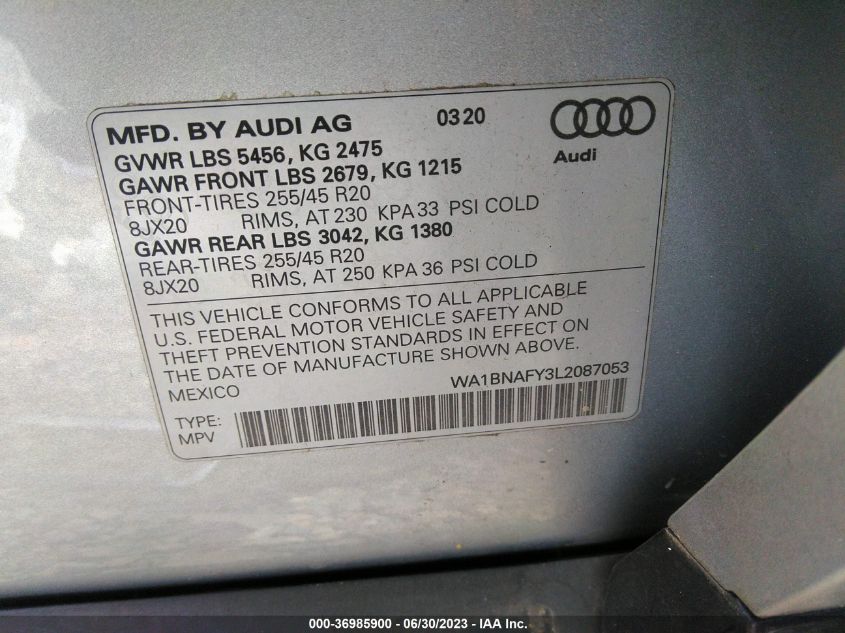 MFD. BY AUDI AG 0320
GVWR LBS 5456, KG 2475
Audi
GAWR FRONT LBS 2679, KG 1215
FRONT-TIRES 255/45 R20
8JX20 RIMS, AT 230 KPA 33 PSI COLD
GAWR REAR LBS 3042, KG 1380
REAR-TIRES 255/45 R20
8JX20 RIMS, AT 250 KPA 36 PSI COLD
THIS VEHICLE CONFORMS TO ALL APPLICABLE
U.S. FEDERAL MOTOR VEHICLE SAFETY AND
THEFT PREVENTION STANDARDS IN EFFECT ON
THE DATE OF MANUFACTURE SHOWN ABOVE.
MEXICO WA1BNAFY3L2087053
TYPE:
MPV
000-36985900 - 06/30/2023 - IAA Inc.